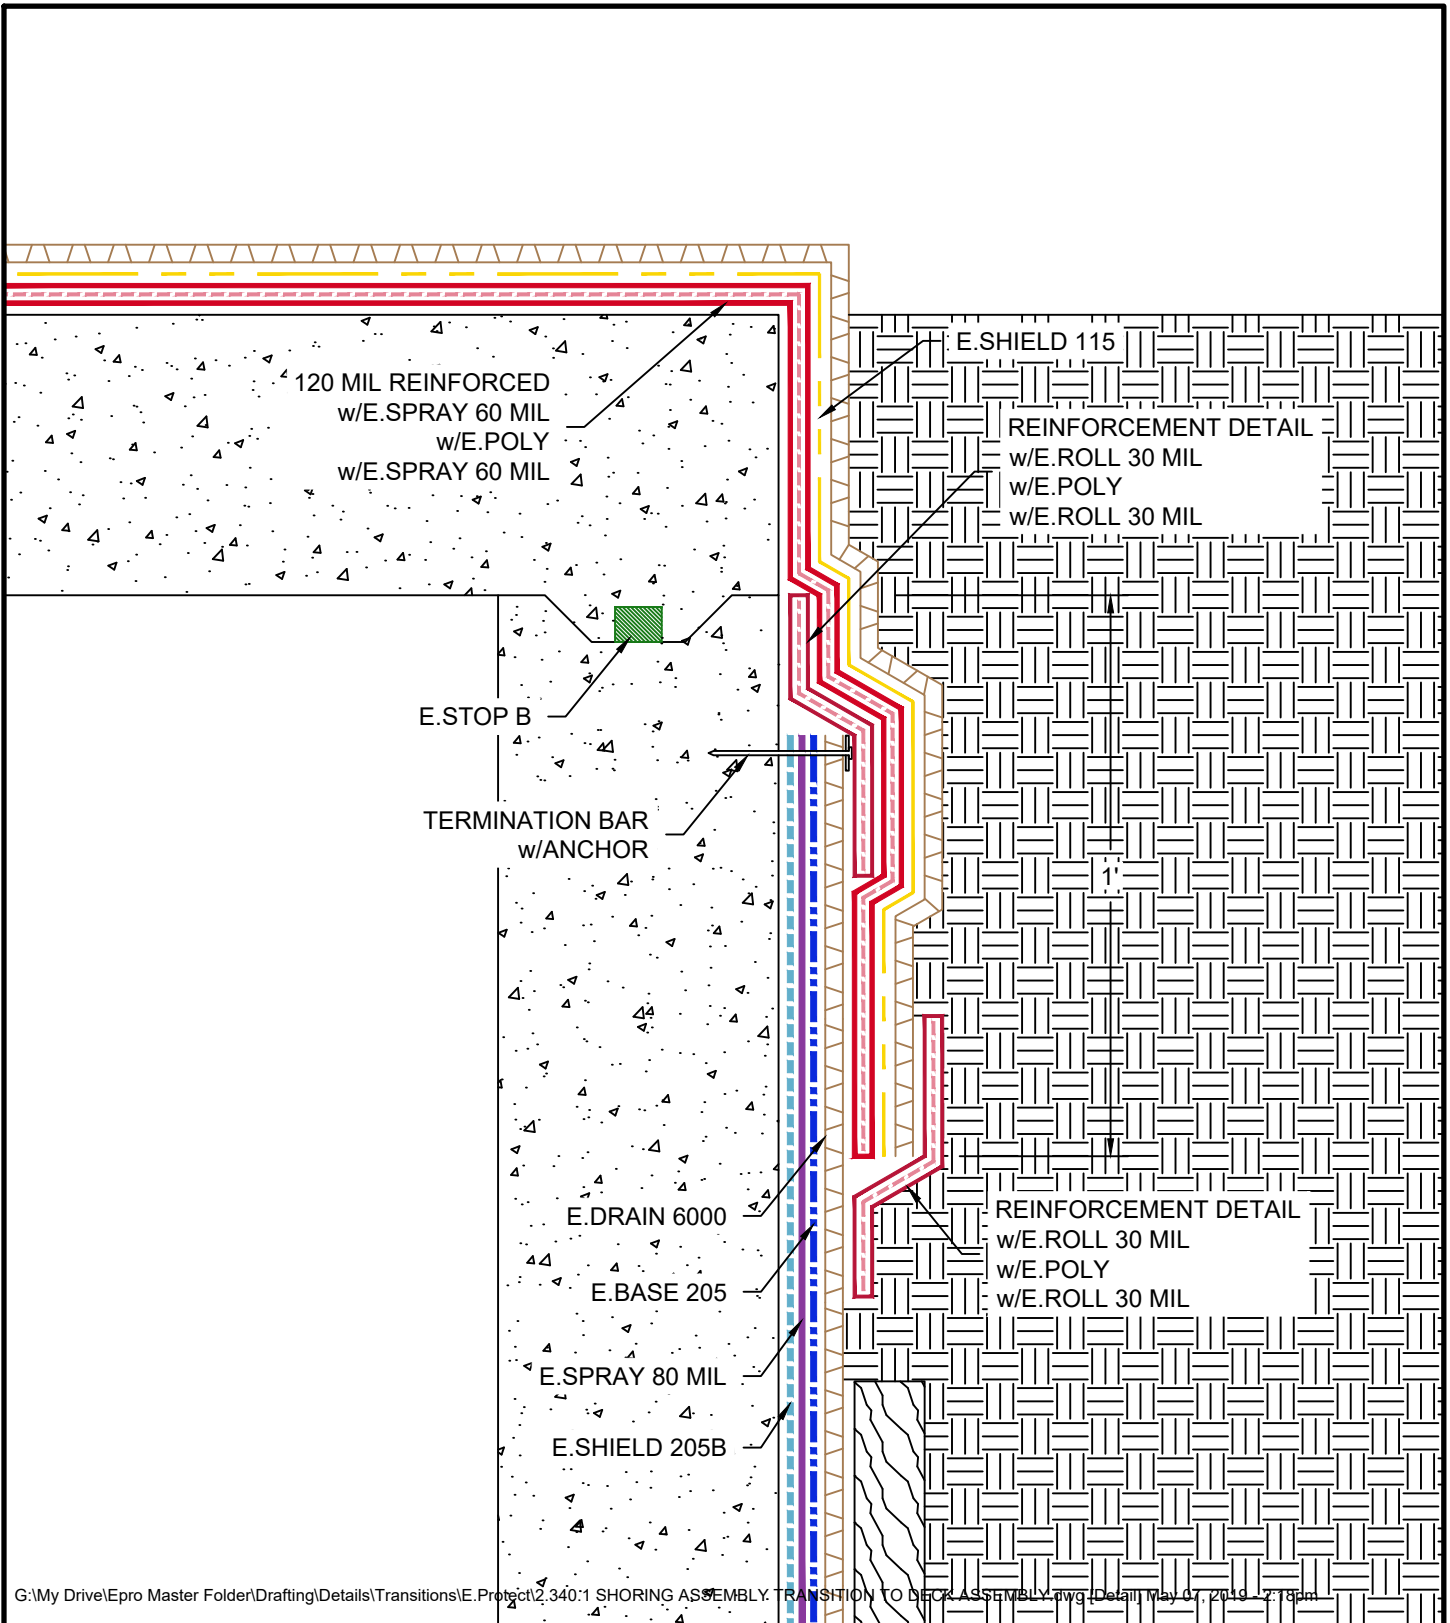 E.SHIELD 115
120 MIL REINFORCED
w/E.SPRAY 60 MIL
w/E.POLY
w/E.SPRAY 60 MIL
REINFORCEMENT DETAIL
w/E.ROLL 30 MIL
w/E.POLY
w/E.ROLL 30 MIL
E.STOP B
TERMINATION BAR
w/ANCHOR
1'
E.DRAIN 6000
REINFORCEMENT DETAIL
w/E.ROLL 30 MIL
w/E.POLY
w/E.ROLL 30 MIL
E.BASE 205
E.SPRAY 80 MIL
E.SHIELD 205B
G:\My Drive\Epro Master Folder\Drafting\Details\Transitions\E.Protect\2.340.1 SHORING ASSEMBLY TRANSITION TO DECK ASSEMBLY.dwg [Detail] May 07, 2019 - 2:18pm